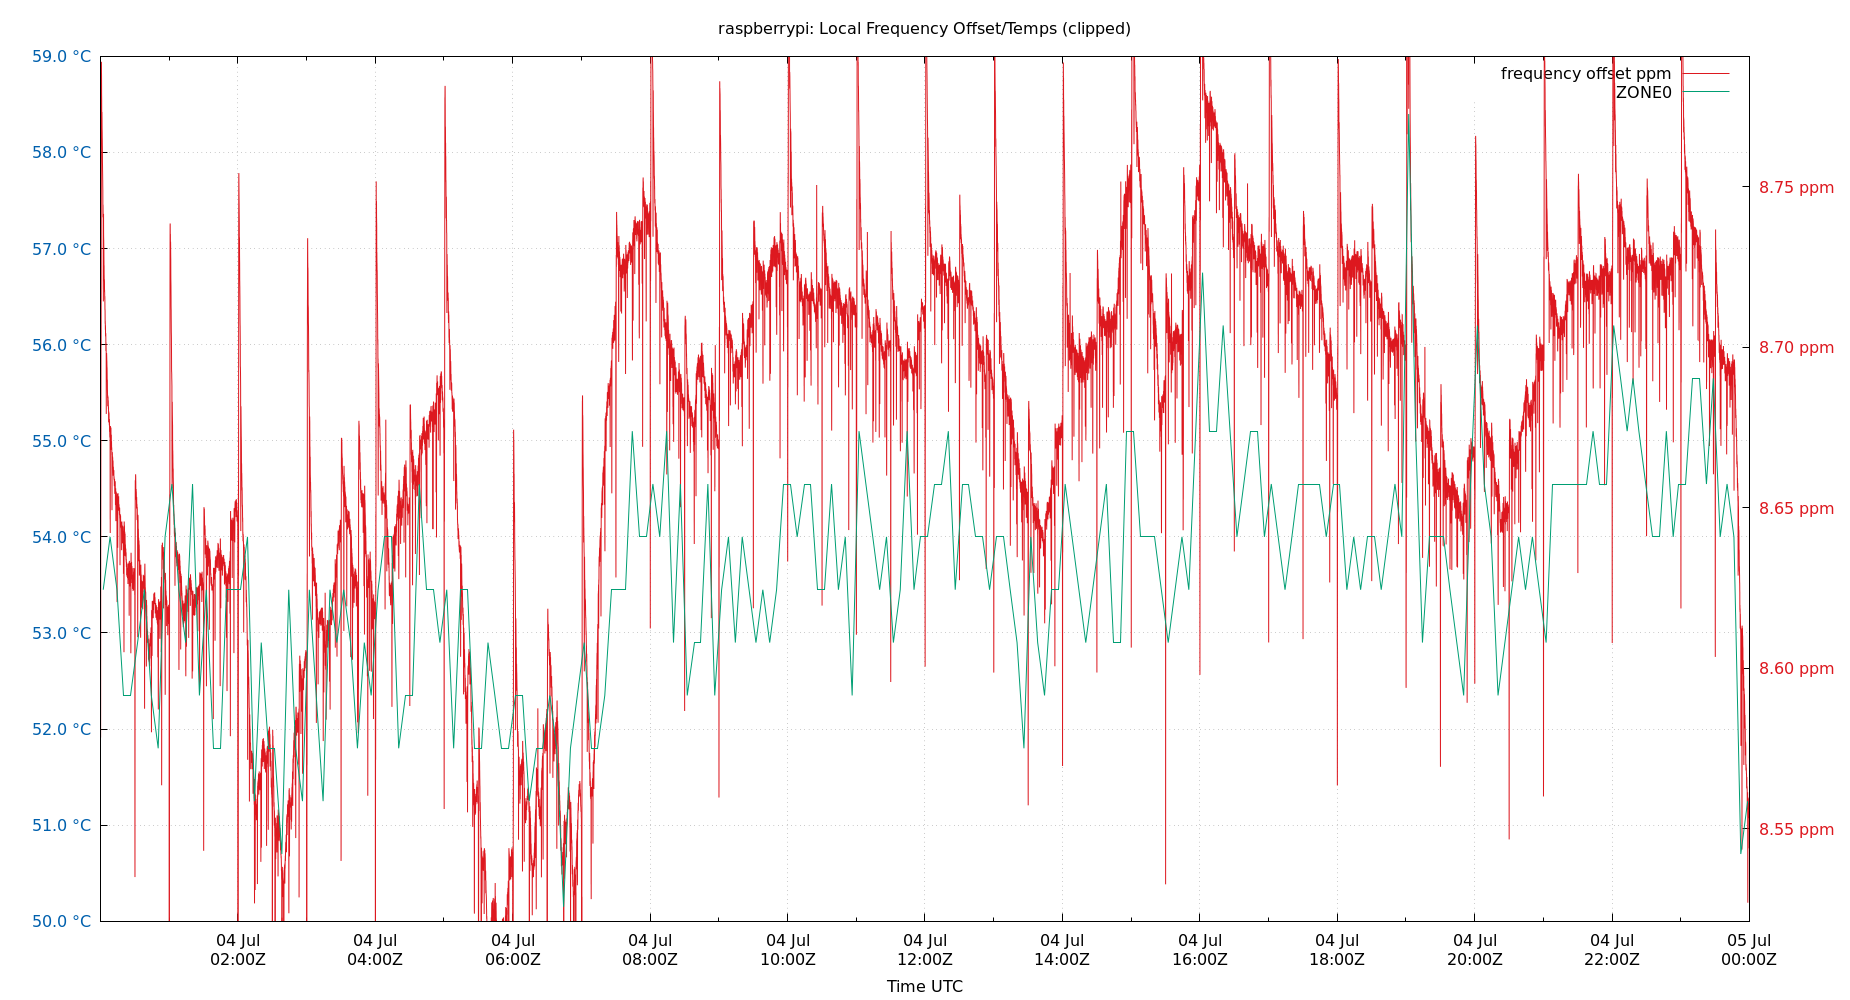 raspberrypi: Local Frequency Offset/Temps (clipped)
59.0 °C
58.0 °C
57.0 °C
56.0 °C
55.0 °C
54.0 °C
53.0 °C
52.0 °C
51.0 °C
50.0 °C
frequency offset ppm
ZONE0
8.75 ppm
8.70 ppm
8.65 ppm
8.60 ppm
8.55 ppm
04 Jul 04 Jul 04 Jul 04 Jul 04 Jul 04 Jul 04 Jul 04 Jul 04 Jul 04 Jul 04 Jul 05 Jul
02:00Z 04:00Z 06:00Z 08:00Z 10:00Z 12:00Z 14:00Z 16:00Z 18:00Z 20:00Z 22:00Z 00:00Z
Time UTC